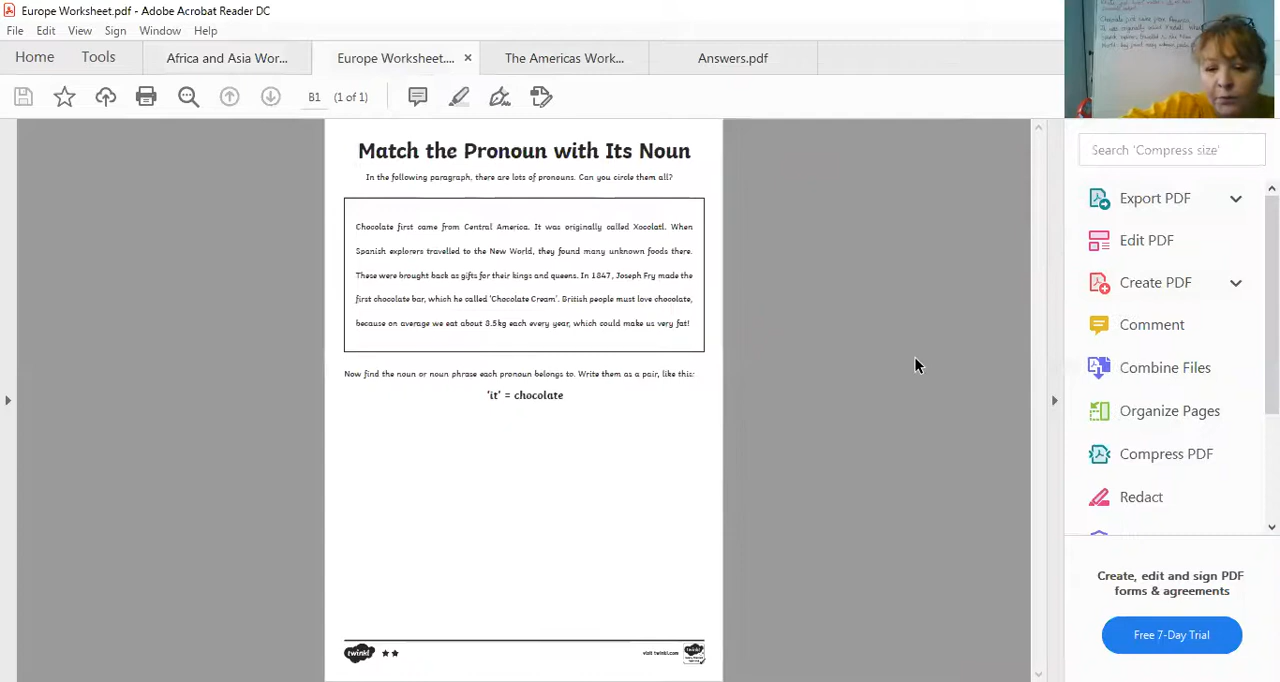 Europe Worksheet.pdf - Adobe Acrobat Reader DC
File Edit View Sign Window Help
Home Tools Africa and Asia Wor... Europe Worksheet.... × The Americas Work... Answers.pdf
B1 (1 of 1)
Search 'Compress size'
Export PDF
Edit PDF
Create PDF
Comment
Combine Files
Organize Pages
Compress PDF
Redact
Create, edit and sign PDF
forms & agreements
Free 7-Day Trial
Match the Pronoun with Its Noun
In the following paragraph, there are lots of pronouns. Can you circle them all?
Chocolate first came from Central America. It was originally called Xocolatl. When
Spanish explorers travelled to the New World, they found many unknown foods there.
These were brought back as gifts for their kings and queens. In 1847, Joseph Fry made the
first chocolate bar, which he called 'Chocolate Cream'. British people must love chocolate,
because on average we eat about 8.5kg each every year, which could make us very fat!
Now find the noun or noun phrase each pronoun belongs to. Write them as a pair, like this:
'it' = chocolate
twinkl
visit twinkl.com
twinkl